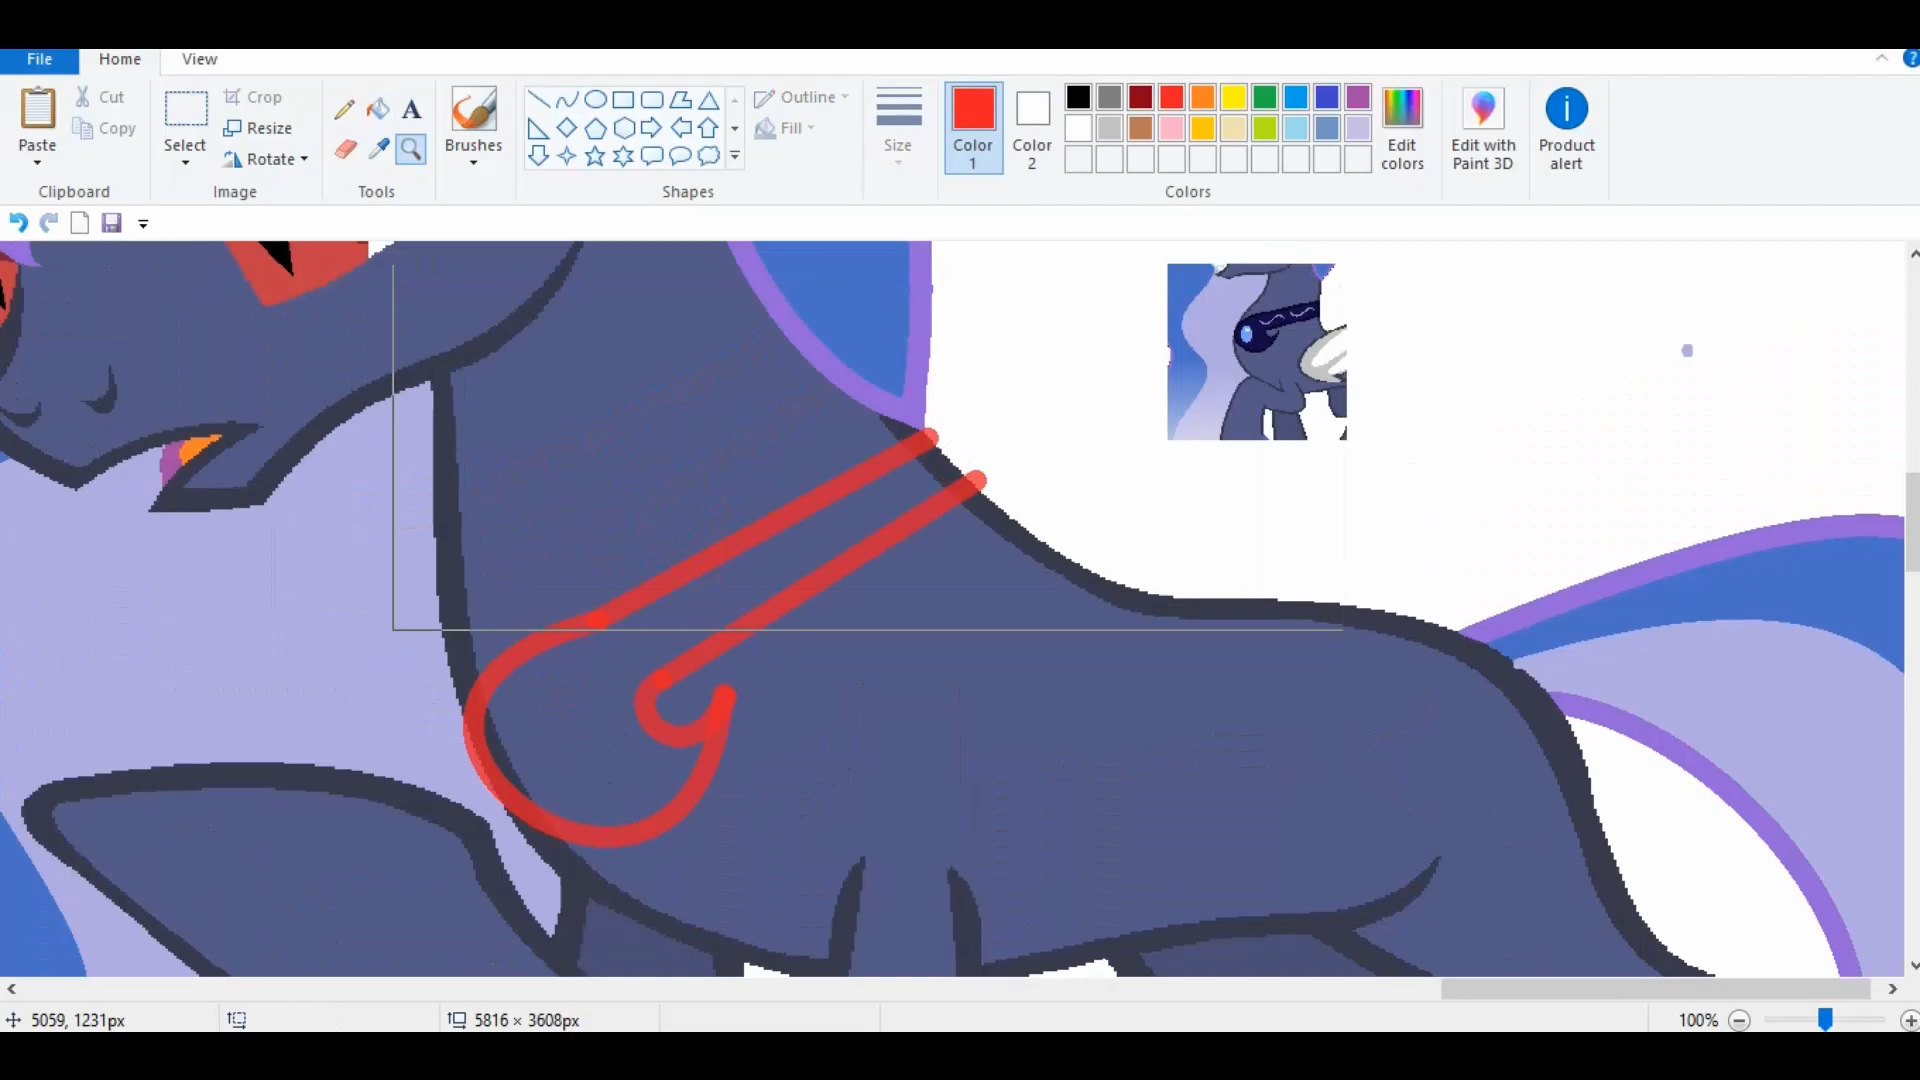 File Home View
Paste
Cut
Copy
Clipboard
Select
Crop
Resize
Rotate
Image
A
Tools
Brushes
Outline
Fill
Shapes
Size
Color
1
Color
2
Edit
colors
Colors
Edit with
Paint 3D
Product
alert
5059, 1231px
5816 × 3608px
100%